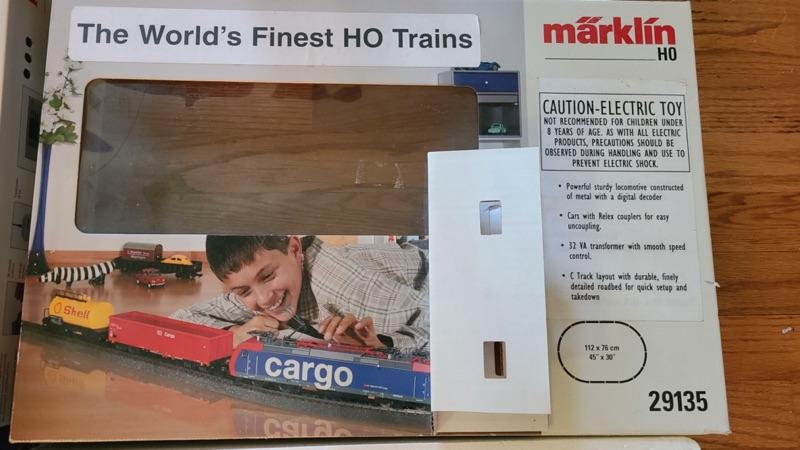 The World's Finest HO Trains
märklin
HO
CAUTION-ELECTRIC TOY
NOT RECOMMENDED FOR CHILDREN UNDER
8 YEARS OF AGE. AS WITH ALL ELECTRIC
PRODUCTS, PRECAUTIONS SHOULD BE
OBSERVED DURING HANDLING AND USE TO
PREVENT ELECTRIC SHOCK.
• Powerful sturdy locomotive constructed
of metal with a digital decoder
• Cars with Relex couplers for easy
uncoupling.
• 32 VA transformer with smooth speed
control.
• C Track layout with durable, finely
detailed roadbed for quick setup and
takedown
112 x 76 cm
45" x 30"
29135
Shell
Cargo
cargo